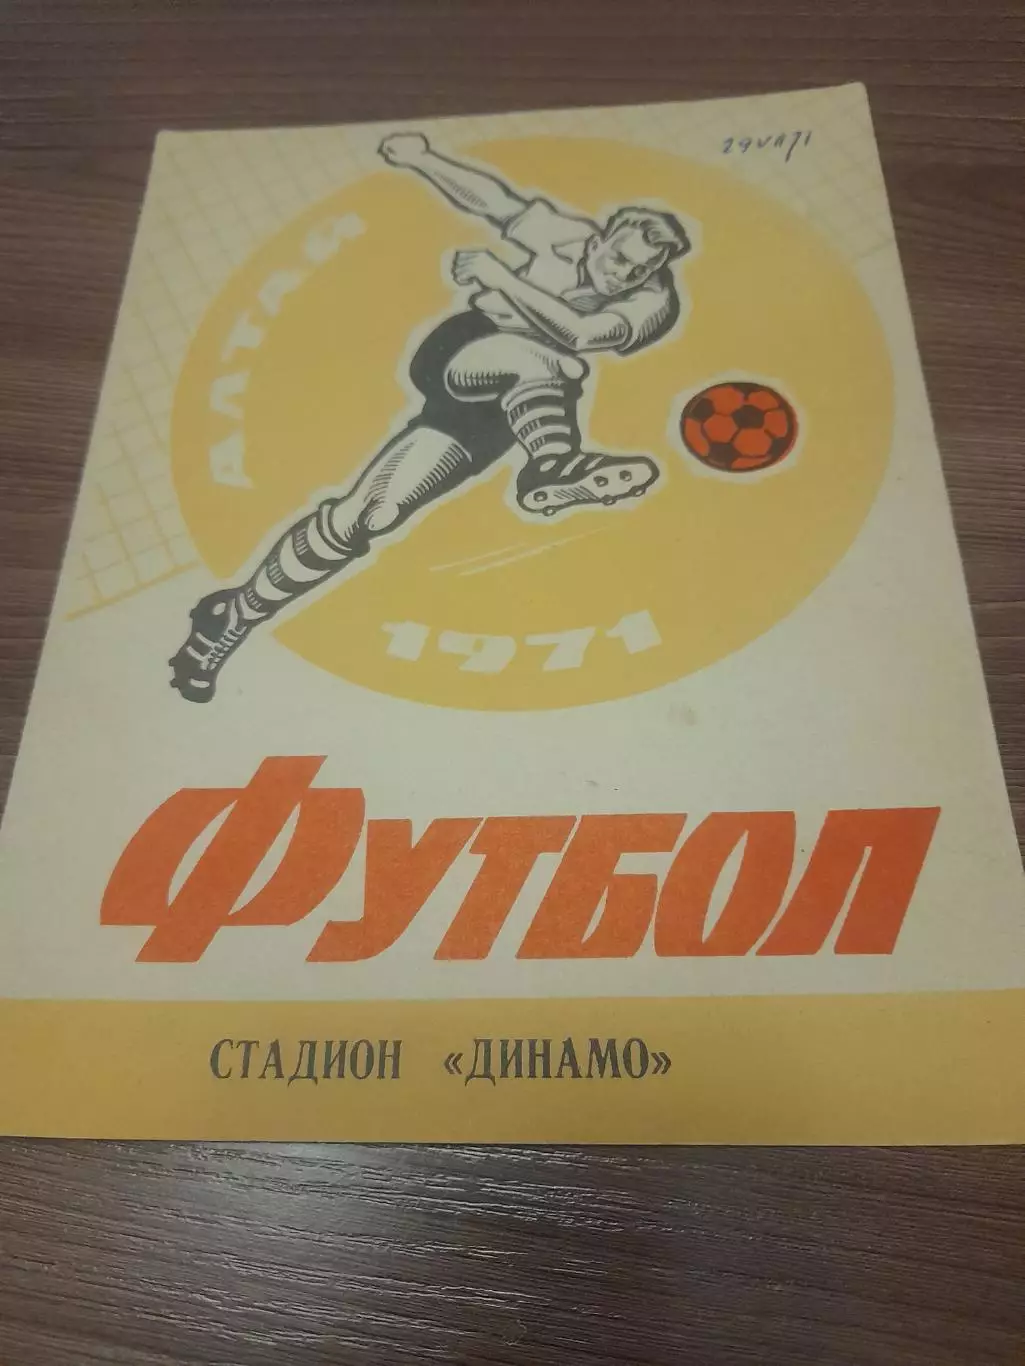 29VII71
АЛТАЙ
1971
ФУТБОЛ
СТАДИОН «ДИНАМО»